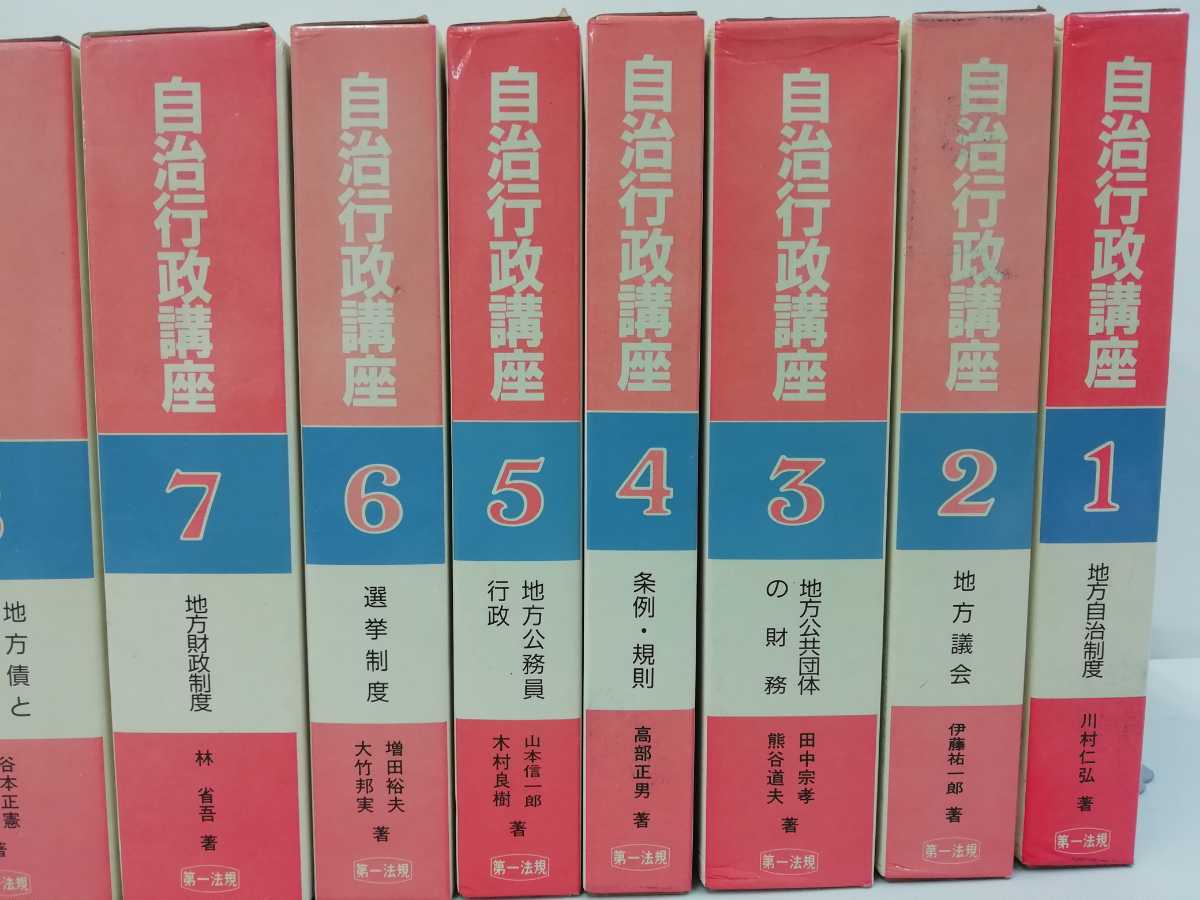 自治行政講座
1
地方自治制度
川村仁弘 著
第一法規
自治行政講座
2
地方議会
伊藤祐一郎 著
第一法規
自治行政講座
3
地方公共団体
の財務
田中宗孝
熊谷道夫
著
第一法規
自治行政講座
4
条例・規則
高部正男 著
第一法規
自治行政講座
5
地方公務員
行政
山本信一郎
木村良樹
著
第一法規
自治行政講座
6
選挙制度
増田裕夫
大竹邦実
著
第一法規
自治行政講座
7
地方財政制度
林 省吾 著
第一法規
地方債と
谷本正憲
著
一法規